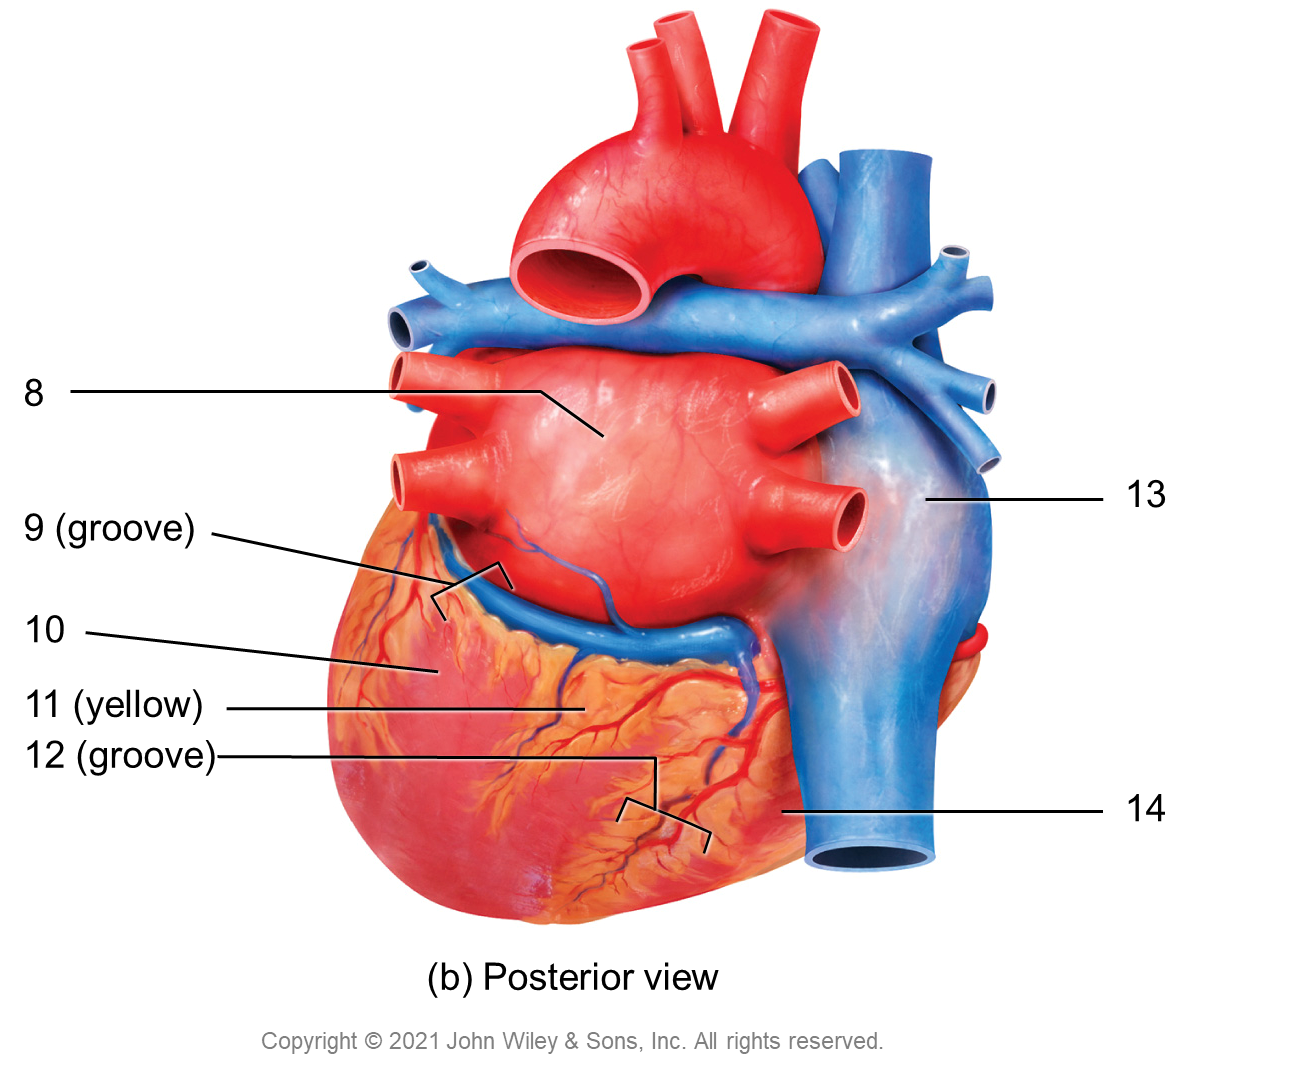 8
9 (groove)
10
11 (yellow)
12 (groove)
13
14
(b) Posterior view
Copyright © 2021 John Wiley & Sons, Inc. All rights reserved.